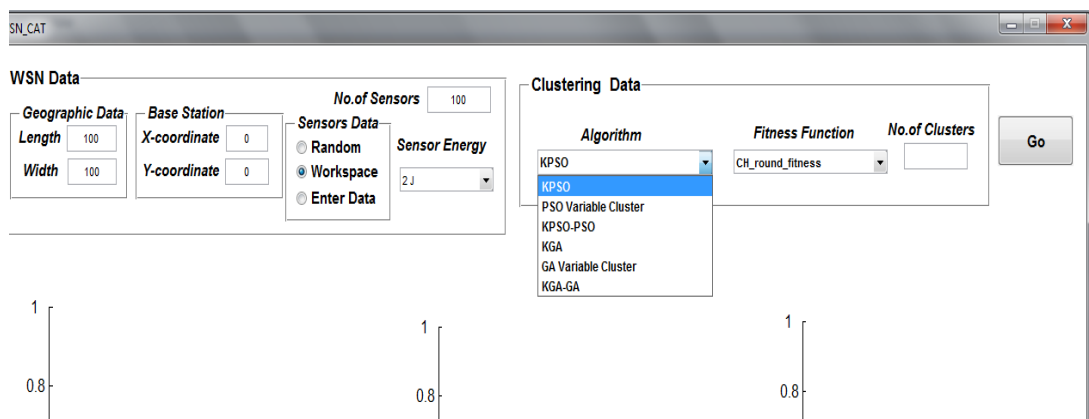 SN_CAT
WSN Data
Geographic Data
Length 100
Width 100
Base Station
X-coordinate 0
Y-coordinate 0
No.of Sensors 100
Sensors Data
Random
Workspace
Enter Data
Sensor Energy
2 J
Clustering Data
Algorithm
KPSO
KPSO
PSO Variable Cluster
KPSO-PSO
KGA
GA Variable Cluster
KGA-GA
Fitness Function
CH_round_fitness
No.of Clusters
Go
1
0.8
1
0.8
1
0.8